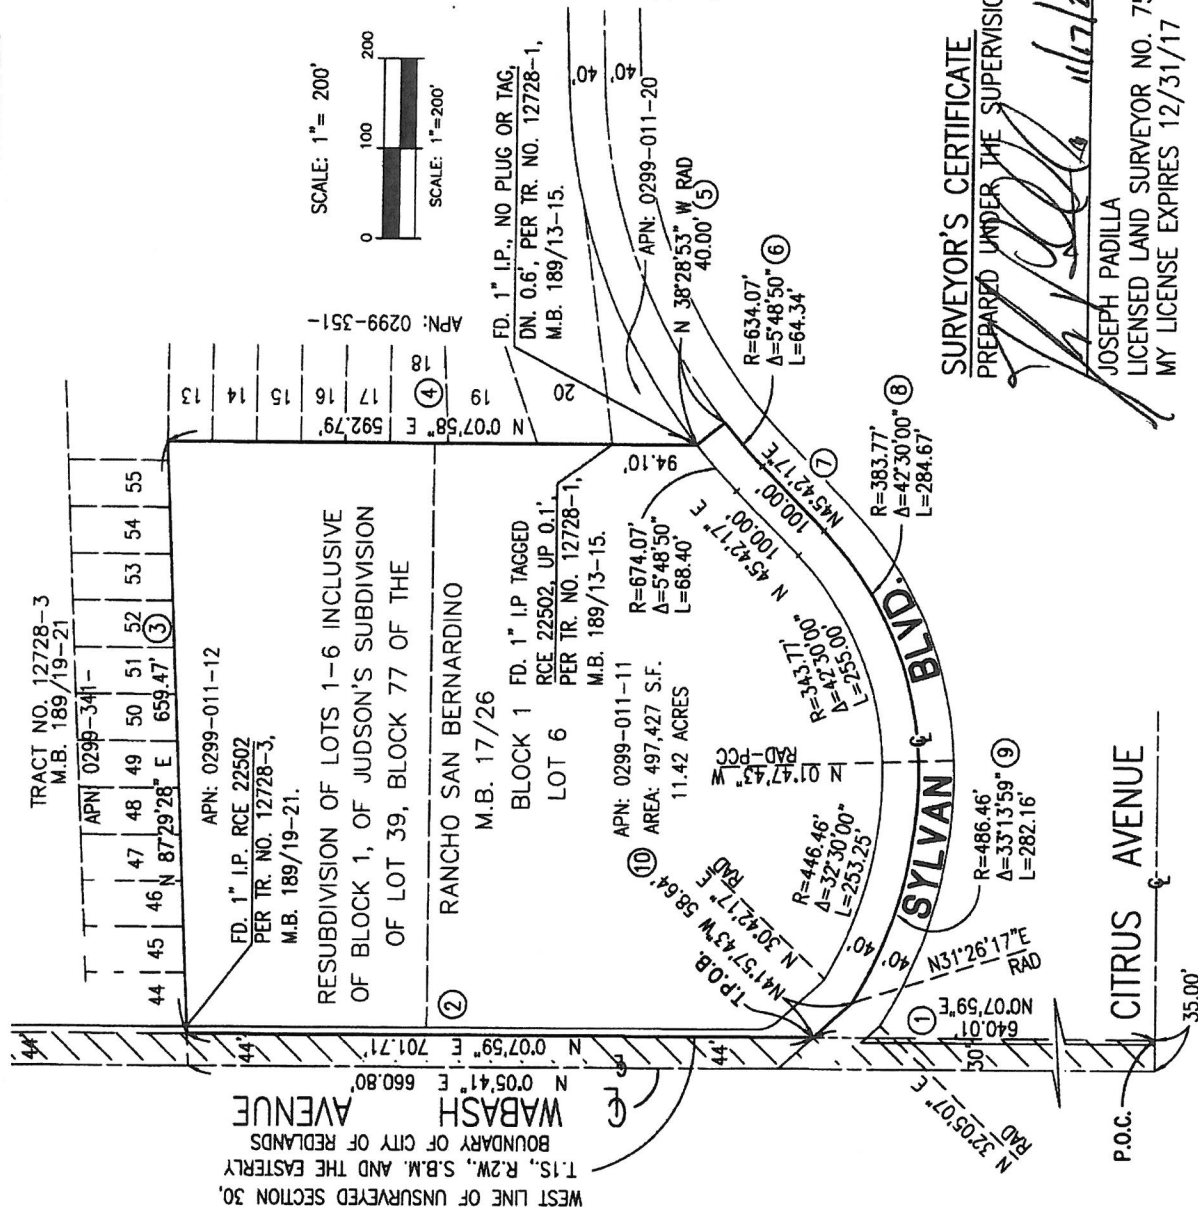 TRACT NO. 12728-3
M.B. 189/19-21
APN: 0299-341-
44 45 46 47 48 49 50 51 52 53 54 55
N 87°29'28" E 659.47' 3
APN: 0299-011-12
FD. 1" I.P. RCE 22502
PER TR. NO. 12728-3,
M.B. 189/19-21.
RESUBDIVISION OF LOTS 1-6 INCLUSIVE
OF BLOCK 1, OF JUDSON'S SUBDIVISION
OF LOT 39, BLOCK 77 OF THE
RANCHO SAN BERNARDINO
M.B. 17/26
BLOCK 1
LOT 6
APN: 0299-011-11
AREA: 497,427 S.F.
11.42 ACRES
SCALE: 1"= 200'
0 100 200
SCALE: 1"=200'
APN: 0299-351-
13
14
15
16
17
18
19
20
N 0°07'58" E 592.79' 4
94.10'
FD. 1" I.P., NO PLUG OR TAG,
DN. 0.6', PER TR. NO. 12728-1,
M.B. 189/13-15.
FD. 1" I.P TAGGED
RCE 22502, UP 0.1',
PER TR. NO. 12728-1,
M.B. 189/13-15.
40'
40'
APN: 0299-011-20
N 38°28'53" W RAD
40.00' 5
R=634.07'
Δ=5°48'50" 6
L=64.34'
R=674.07'
Δ=5°48'50"
L=68.40'
N 45°42'17" E
100.00'
N45°42'17"E
100.00' 7
R=383.77'
Δ=42°30'00" 8
L=284.67'
R=343.77'
Δ=42°30'00"
L=255.00'
N 01°47'43" W
RAD-PCC
R=446.46'
Δ=32°30'00"
L=253.25'
R=486.46'
Δ=33°13'59" 9
L=282.16'
SYLVAN ℄ BLVD.
40'
40'
N 30°42'17" E
RAD
N41°57'43"W 58.64' 10
T.P.O.B.
N31°26'17"E
RAD
1 N0°07'59"E
640.01'
30'
N 32°05'07" E
RAD
2
N 0°07'59" E 701.71'
N 0°05'41" E 660.80'
44'
44'
44'
℄ WABASH AVENUE
WEST LINE OF UNSURVEYED SECTION 30,
T.1S., R.2W., S.B.M. AND THE EASTERLY
BOUNDARY OF CITY OF REDLANDS
CITRUS AVENUE
℄
P.O.C.
35.00'
SURVEYOR'S CERTIFICATE
PREPARED UNDER THE SUPERVISIO
11/17/
JOSEPH PADILLA
LICENSED LAND SURVEYOR NO. 75
MY LICENSE EXPIRES 12/31/17